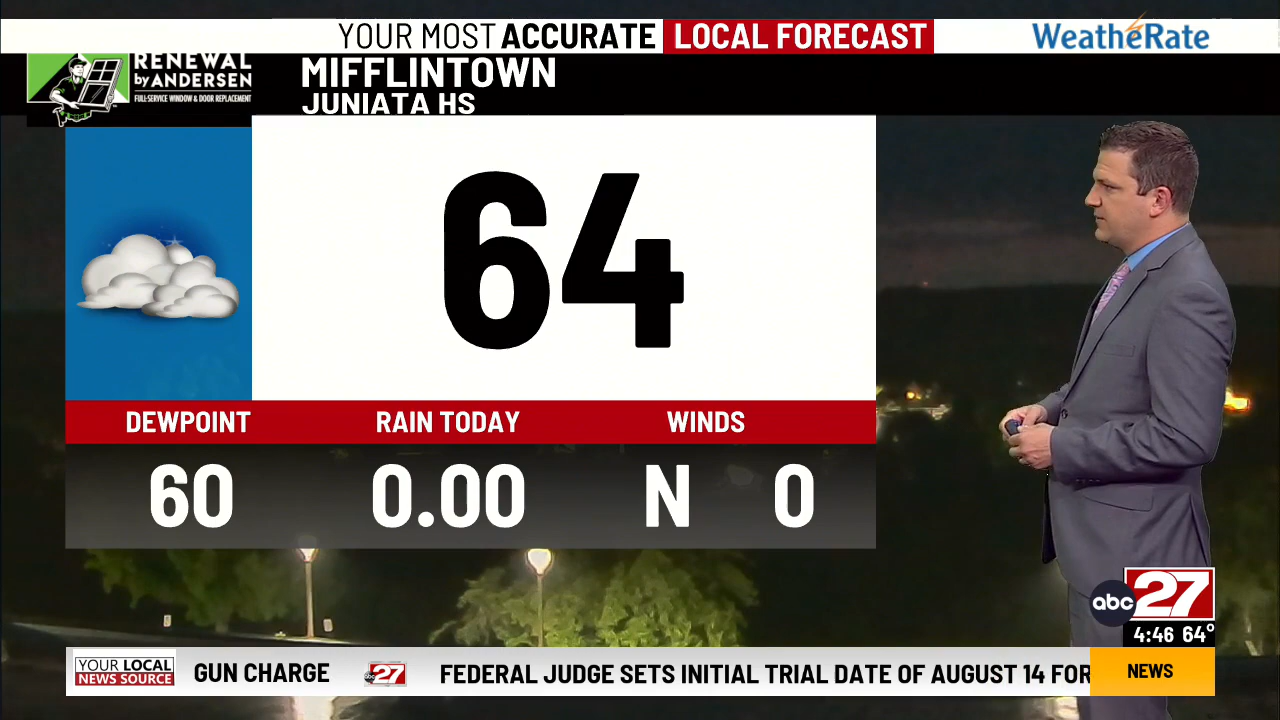 YOUR MOST ACCURATE LOCAL FORECAST
WeatheRate
RENEWAL
by ANDERSEN
FULL-SERVICE WINDOW & DOOR REPLACEMENT
MIFFLINTOWN
JUNIATA HS
64
DEWPOINT RAIN TODAY WINDS
60 0.00 N 0
abc 27
4:46 64°
YOUR LOCAL
NEWS SOURCE
GUN CHARGE abc 27 FEDERAL JUDGE SETS INITIAL TRIAL DATE OF AUGUST 14 FOR
NEWS